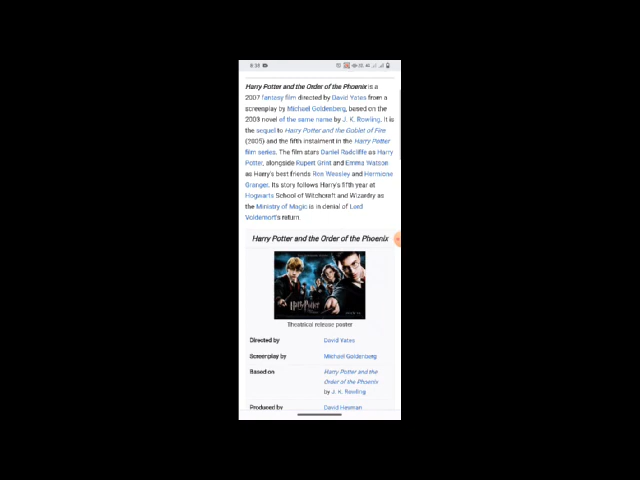 8:38
Harry Potter and the Order of the Phoenix is a
2007 fantasy film directed by David Yates from a
screenplay by Michael Goldenberg, based on the
2003 novel of the same name by J. K. Rowling. It is
the sequel to Harry Potter and the Goblet of Fire
(2005) and the fifth instalment in the Harry Potter
film series. The film stars Daniel Radcliffe as Harry
Potter, alongside Rupert Grint and Emma Watson
as Harry's best friends Ron Weasley and Hermione
Granger. Its story follows Harry's fifth year at
Hogwarts School of Witchcraft and Wizardry as
the Ministry of Magic is in denial of Lord
Voldemort's return.
Harry Potter and the Order of the Phoenix
Harry Potter
Theatrical release poster
Directed by David Yates
Screenplay by Michael Goldenberg
Based on Harry Potter and the
Order of the Phoenix
by J. K. Rowling
Produced by David Heyman